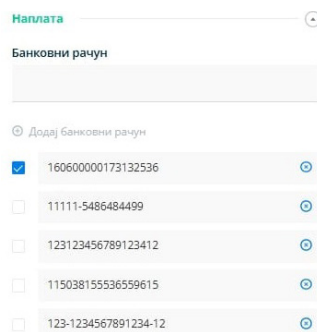 Наплата
Банковни рачун
Додај банковни рачун
160600000173132536
11111-5486484499
123123456789123412
115038155536559615
123-1234567891234-12